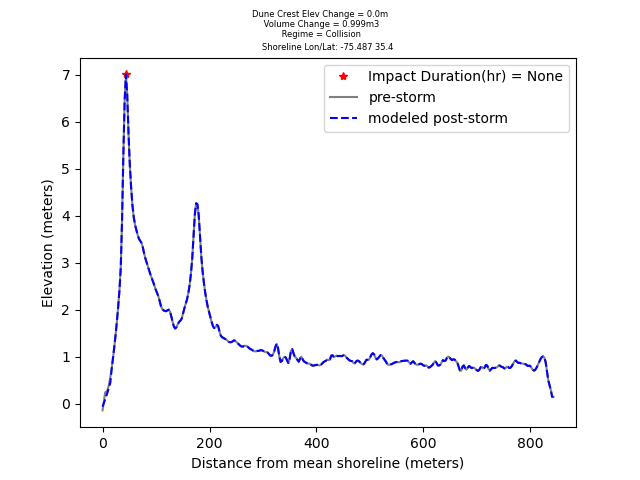 Dune Crest Elev Change = 0.0m
Volume Change = 0.999m3
Regime = Collision
Shoreline Lon/Lat: -75.487 35.4
Impact Duration(hr) = None
pre-storm
modeled post-storm
7
6
5
4
3
2
1
0
Elevation (meters)
0 200 400 600 800
Distance from mean shoreline (meters)